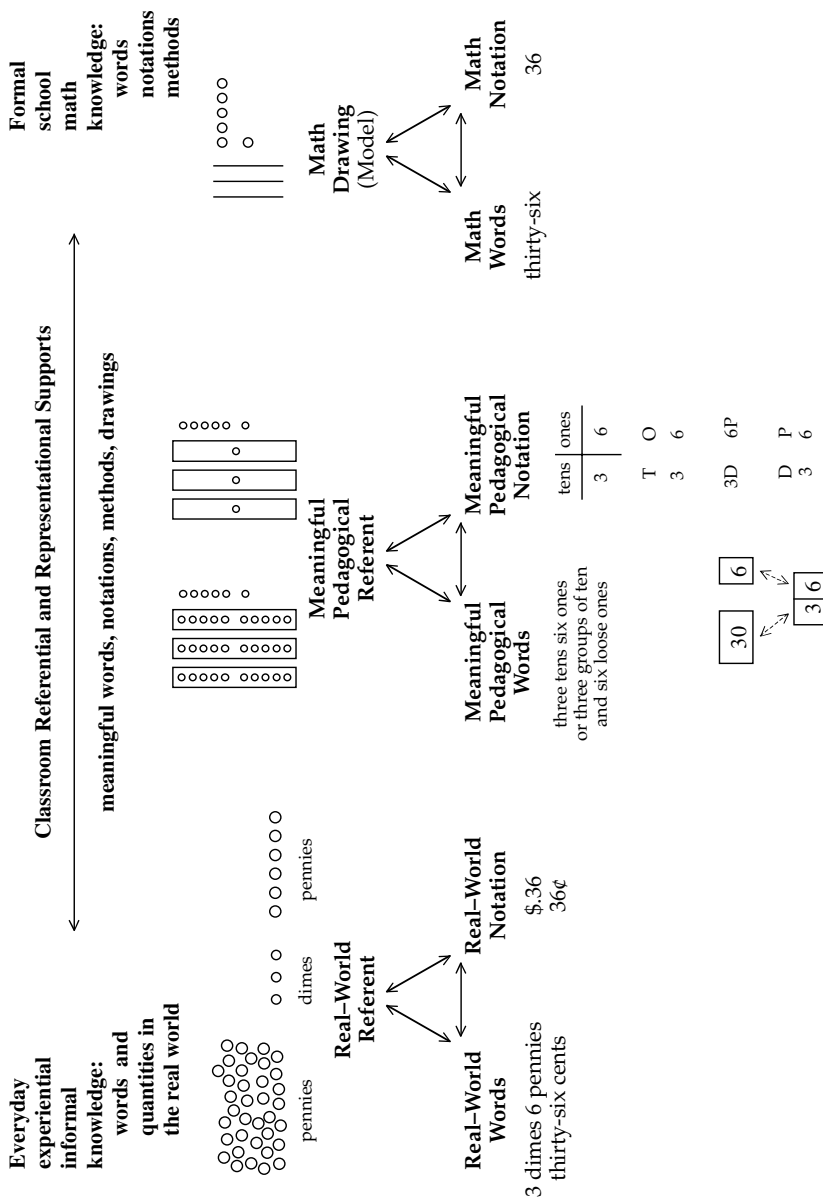 Everyday
experiential
informal
knowledge:
words and
quantities in
the real world
Classroom Referential and Representational Supports
meaningful words, notations, methods, drawings
Formal
school
math
knowledge:
words
notations
methods
pennies
dimes
pennies
Real–World
Referent
Real–World
Words
3 dimes 6 pennies
thirty-six cents
Real–World
Notation
$.36
36¢
Meaningful
Pedagogical
Referent
Meaningful
Pedagogical
Words
three tens six ones
or three groups of ten
and six loose ones
30 6
3 6
Meaningful
Pedagogical
Notation
tens ones
3 6
T O
3 6
3D 6P
D P
3 6
Math
Drawing
(Model)
Math
Words
thirty-six
Math
Notation
36